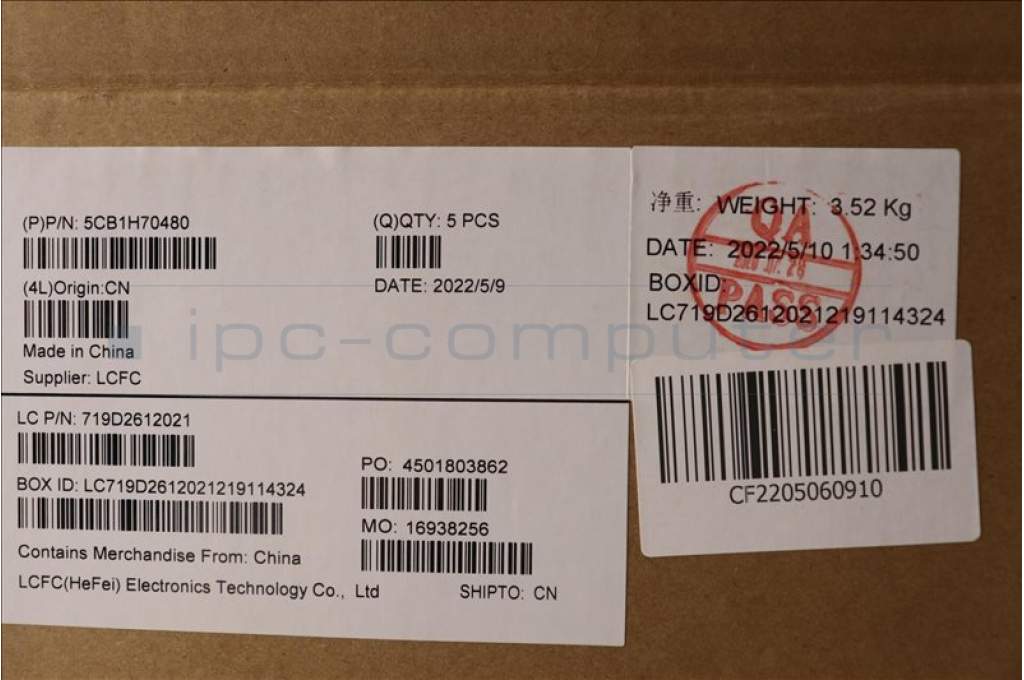 (P)P/N: 5CB1H70480
(Q)QTY: 5 PCS
(4L)Origin:CN
DATE: 2022/5/9
Made in China
Supplier: LCFC
LC P/N: 719D2612021
BOX ID: LC719D2612021219114324
PO: 4501803862
MO: 16938256
Contains Merchandise From: China
LCFC(HeFei) Electronics Technology Co., Ltd
SHIPTO: CN
净重: WEIGHT: 3.52 Kg
DATE: 2022/5/10 1:34:50
BOXID:
LC719D2612021219114324
QA
PASS
CF2205060910
ipc-computer